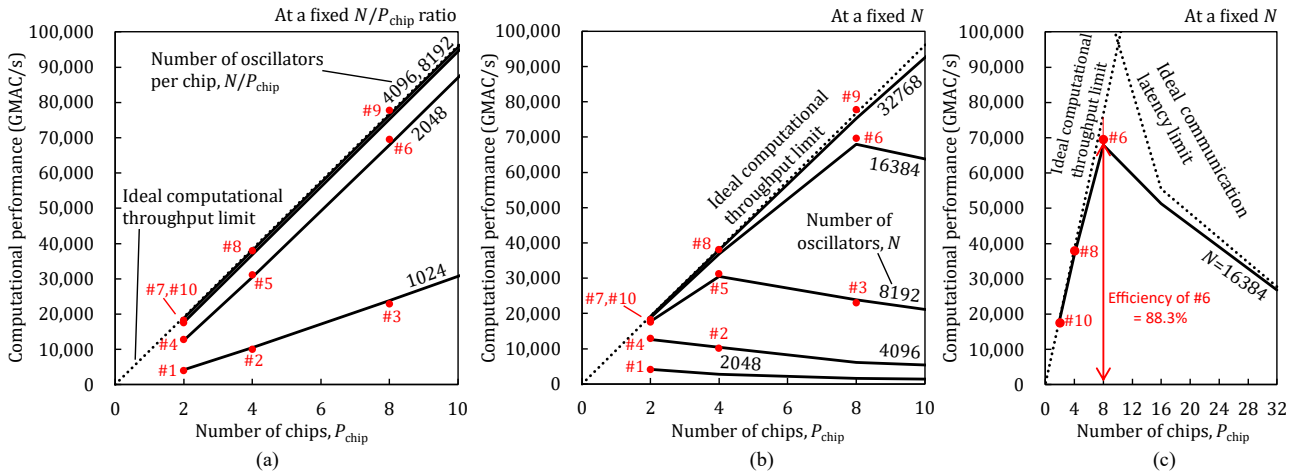 At a fixed N/Pchip ratio
Computational performance (GMAC/s)
100,000
90,000
80,000
70,000
60,000
50,000
40,000
30,000
20,000
10,000
0
Number of oscillators
per chip, N/Pchip
4096, 8192
2048
1024
Ideal computational
throughput limit
#9
#6
#8
#5
#7,#10
#4
#3
#2
#1
0 2 4 6 8 10
Number of chips, Pchip
(a)
At a fixed N
Computational performance (GMAC/s)
100,000
90,000
80,000
70,000
60,000
50,000
40,000
30,000
20,000
10,000
0
Ideal computational
throughput limit
#9
32768
#6
16384
Number of
oscillators, N
#8
#5
#3
8192
#7,#10
#4
#2
4096
#1
2048
0 2 4 6 8 10
Number of chips, Pchip
(b)
At a fixed N
Computational performance (GMAC/s)
100,000
90,000
80,000
70,000
60,000
50,000
40,000
30,000
20,000
10,000
0
Ideal computational
throughput limit
Ideal communication
latency limit
#6
#8
N=16384
Efficiency of #6
= 88.3%
#10
0 4 8 12 16 20 24 28 32
Number of chips, Pchip
(c)